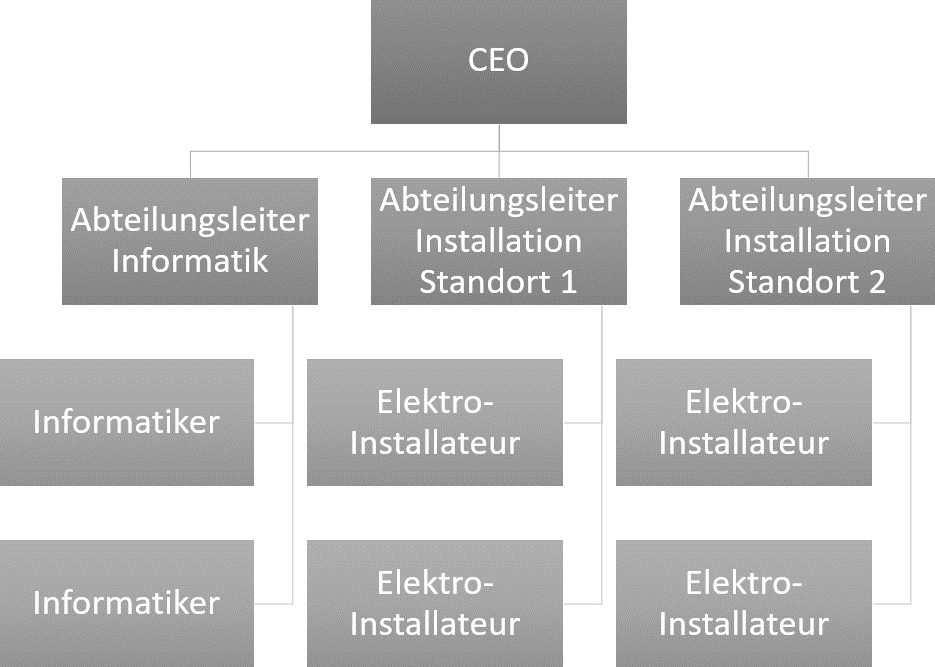 CEO
Abteilungsleiter
Informatik
Abteilungsleiter
Installation
Standort 1
Abteilungsleiter
Installation
Standort 2
Informatiker
Elektro-
Installateur
Elektro-
Installateur
Informatiker
Elektro-
Installateur
Elektro-
Installateur